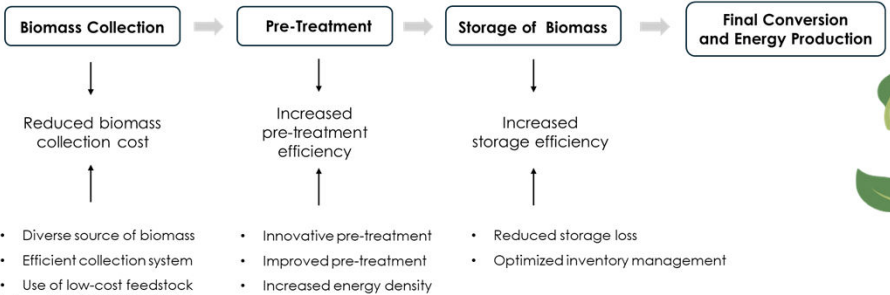 Biomass Collection
Pre-Treatment
Storage of Biomass
Final Conversion
and Energy Production
Reduced biomass
collection cost
Increased
pre-treatment
efficiency
Increased
storage efficiency
• Diverse source of biomass
• Efficient collection system
• Use of low-cost feedstock
• Innovative pre-treatment
• Improved pre-treatment
• Increased energy density
• Reduced storage loss
• Optimized inventory management